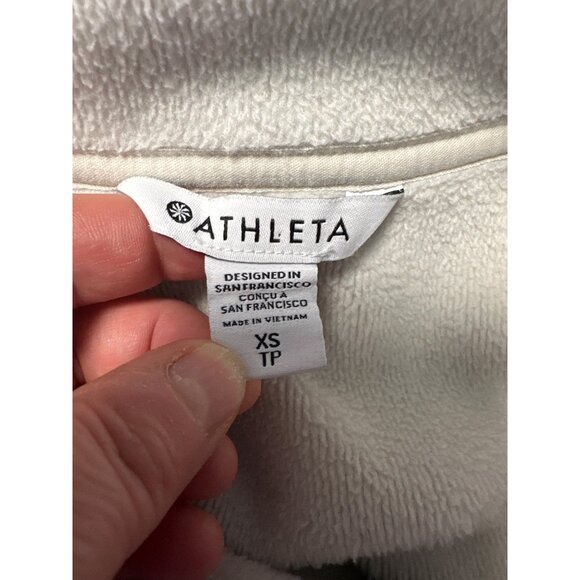 ATHLETA
DESIGNED IN
SAN FRANCISCO
CONÇU A
SAN FRANCISCO
MADE IN VIETNAM
XS
TP